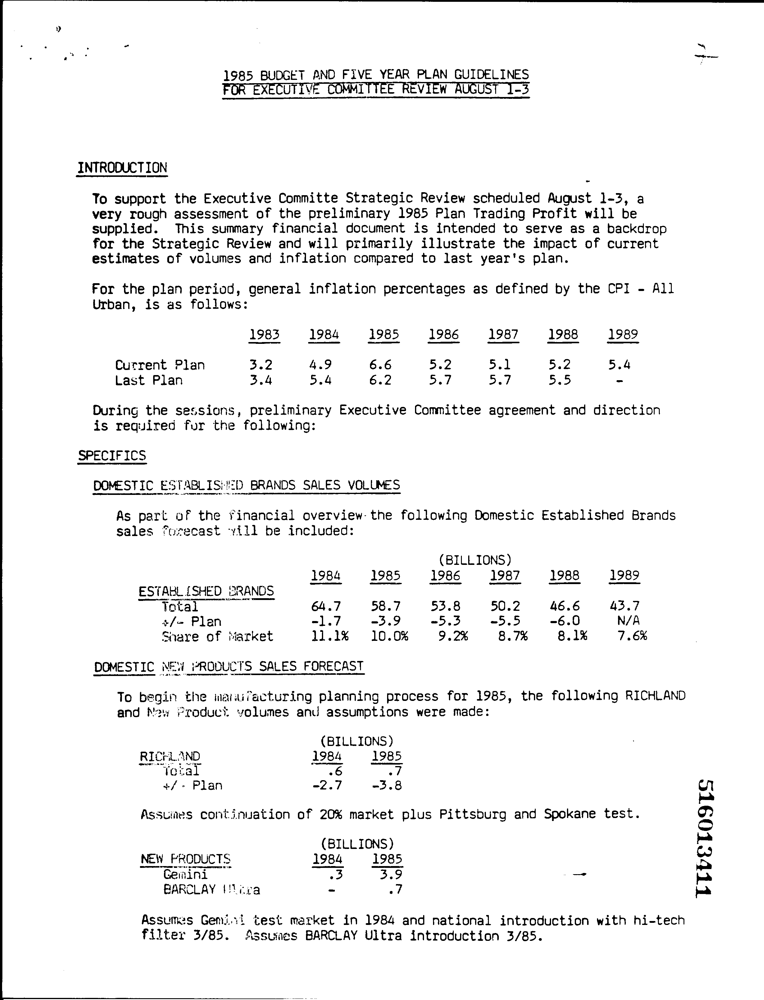 1985 BUDGET AND FIVE YEAR PLAN GUIDELINES
FOR EXECUTIVE COMMITTEE REVIEW AUGUST 1-3
INTRODUCTION
To support the Executive Committe Strategic Review scheduled August 1-3, a
very rough assessment of the preliminary 1985 Plan Trading Profit will be
supplied. This summary financial document is intended to serve as a backdrop
for the Strategic Review and will primarily illustrate the impact of current
estimates of volumes and inflation compared to last year's plan.
For the plan period, general inflation percentages as defined by the CPI - All
Urban, is as follows:
1983 1984 1985 1986 1987 1988 1989
Current Plan 3.2 4.9 6.6 5.2 5.1 5.2 5.4
Last Plan 3.4 5.4 6.2 5.7 5.7 5.5 -
During the sessions, preliminary Executive Committee agreement and direction
is required for the following:
SPECIFICS
DOMESTIC ESTABLISHED BRANDS SALES VOLUMES
As part of the financial overview the following Domestic Established Brands
sales forecast will be included:
(BILLIONS)
1984 1985 1986 1987 1988 1989
ESTABLISHED BRANDS
Total 64.7 58.7 53.8 50.2 46.6 43.7
+/- Plan -1.7 -3.9 -5.3 -5.5 -6.0 N/A
Share of Market 11.1% 10.0% 9.2% 8.7% 8.1% 7.6%
DOMESTIC NEW PRODUCTS SALES FORECAST
To begin the manufacturing planning process for 1985, the following RICHLAND
and New Product volumes and assumptions were made:
(BILLIONS)
RICHLAND 1984 1985
Total .6 .7
+/- Plan -2.7 -3.8
Assumes continuation of 20% market plus Pittsburg and Spokane test.
(BILLIONS)
NEW PRODUCTS 1984 1985
Gemini .3 3.9
BARCLAY Ultra - .7
Assumes Gemini test market in 1984 and national introduction with hi-tech
filter 3/85. Assumes BARCLAY Ultra introduction 3/85.
516013411